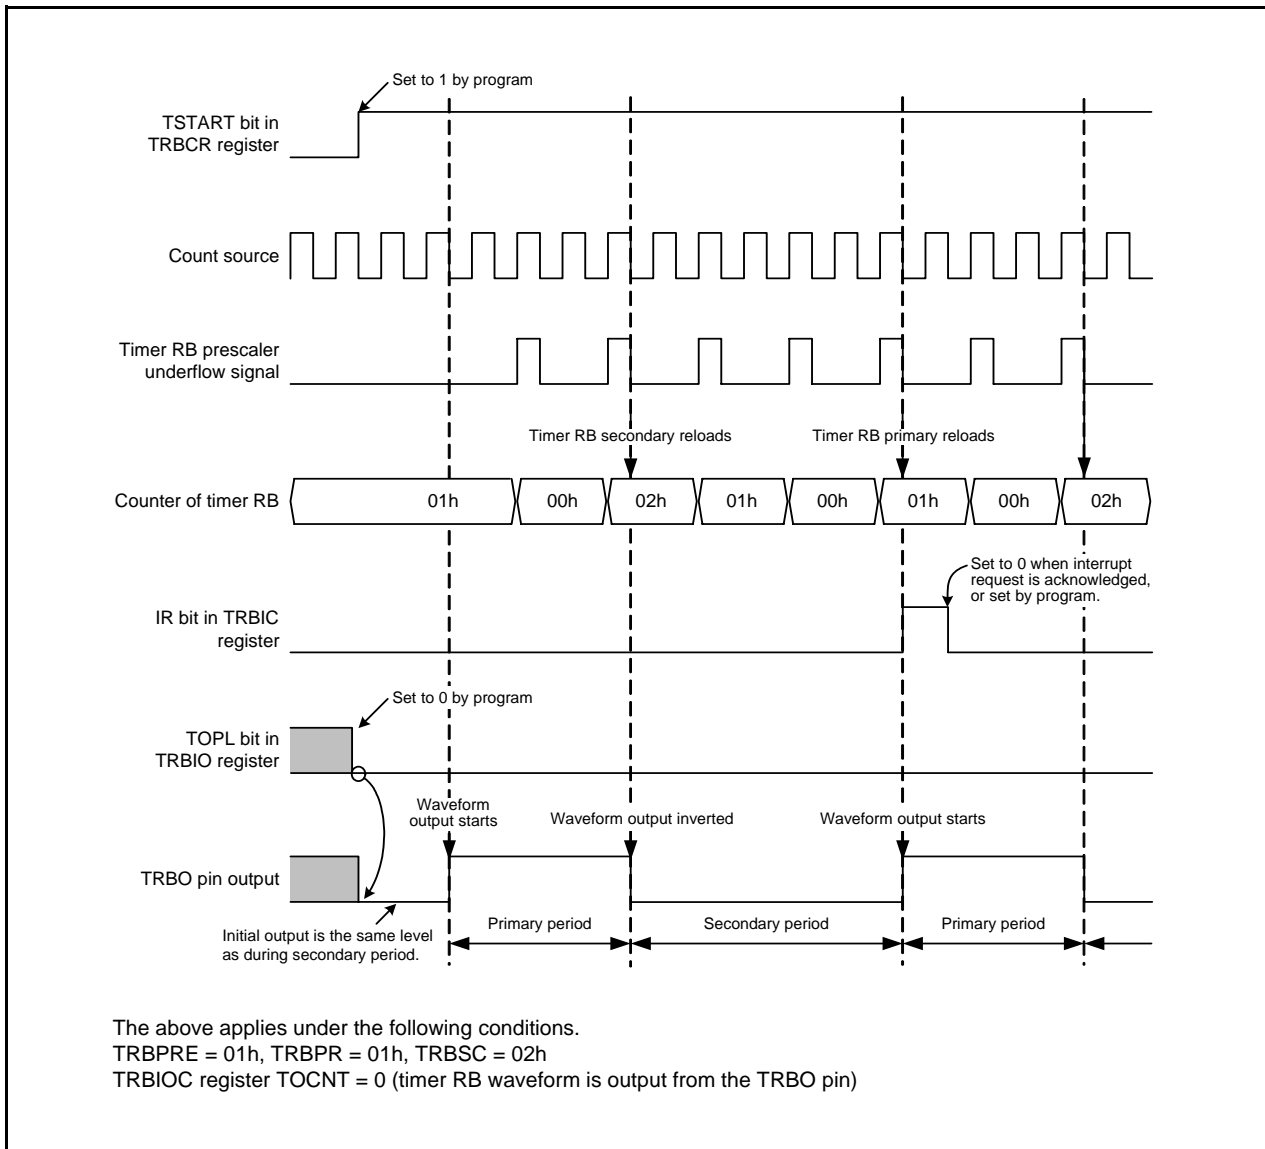 Set to 1 by program
TSTART bit in
TRBCR register
Count source
Timer RB prescaler
underflow signal
Timer RB secondary reloads
Timer RB primary reloads
Counter of timer RB
01h
00h
02h
01h
00h
01h
00h
02h
Set to 0 when interrupt
request is acknowledged,
or set by program.
IR bit in TRBIC
register
Set to 0 by program
TOPL bit in
TRBIO register
Waveform
output starts
Waveform output inverted
Waveform output starts
TRBO pin output
Initial output is the same level
as during secondary period.
Primary period
Secondary period
Primary period
The above applies under the following conditions.
TRBPRE = 01h, TRBPR = 01h, TRBSC = 02h
TRBIOC register TOCNT = 0 (timer RB waveform is output from the TRBO pin)